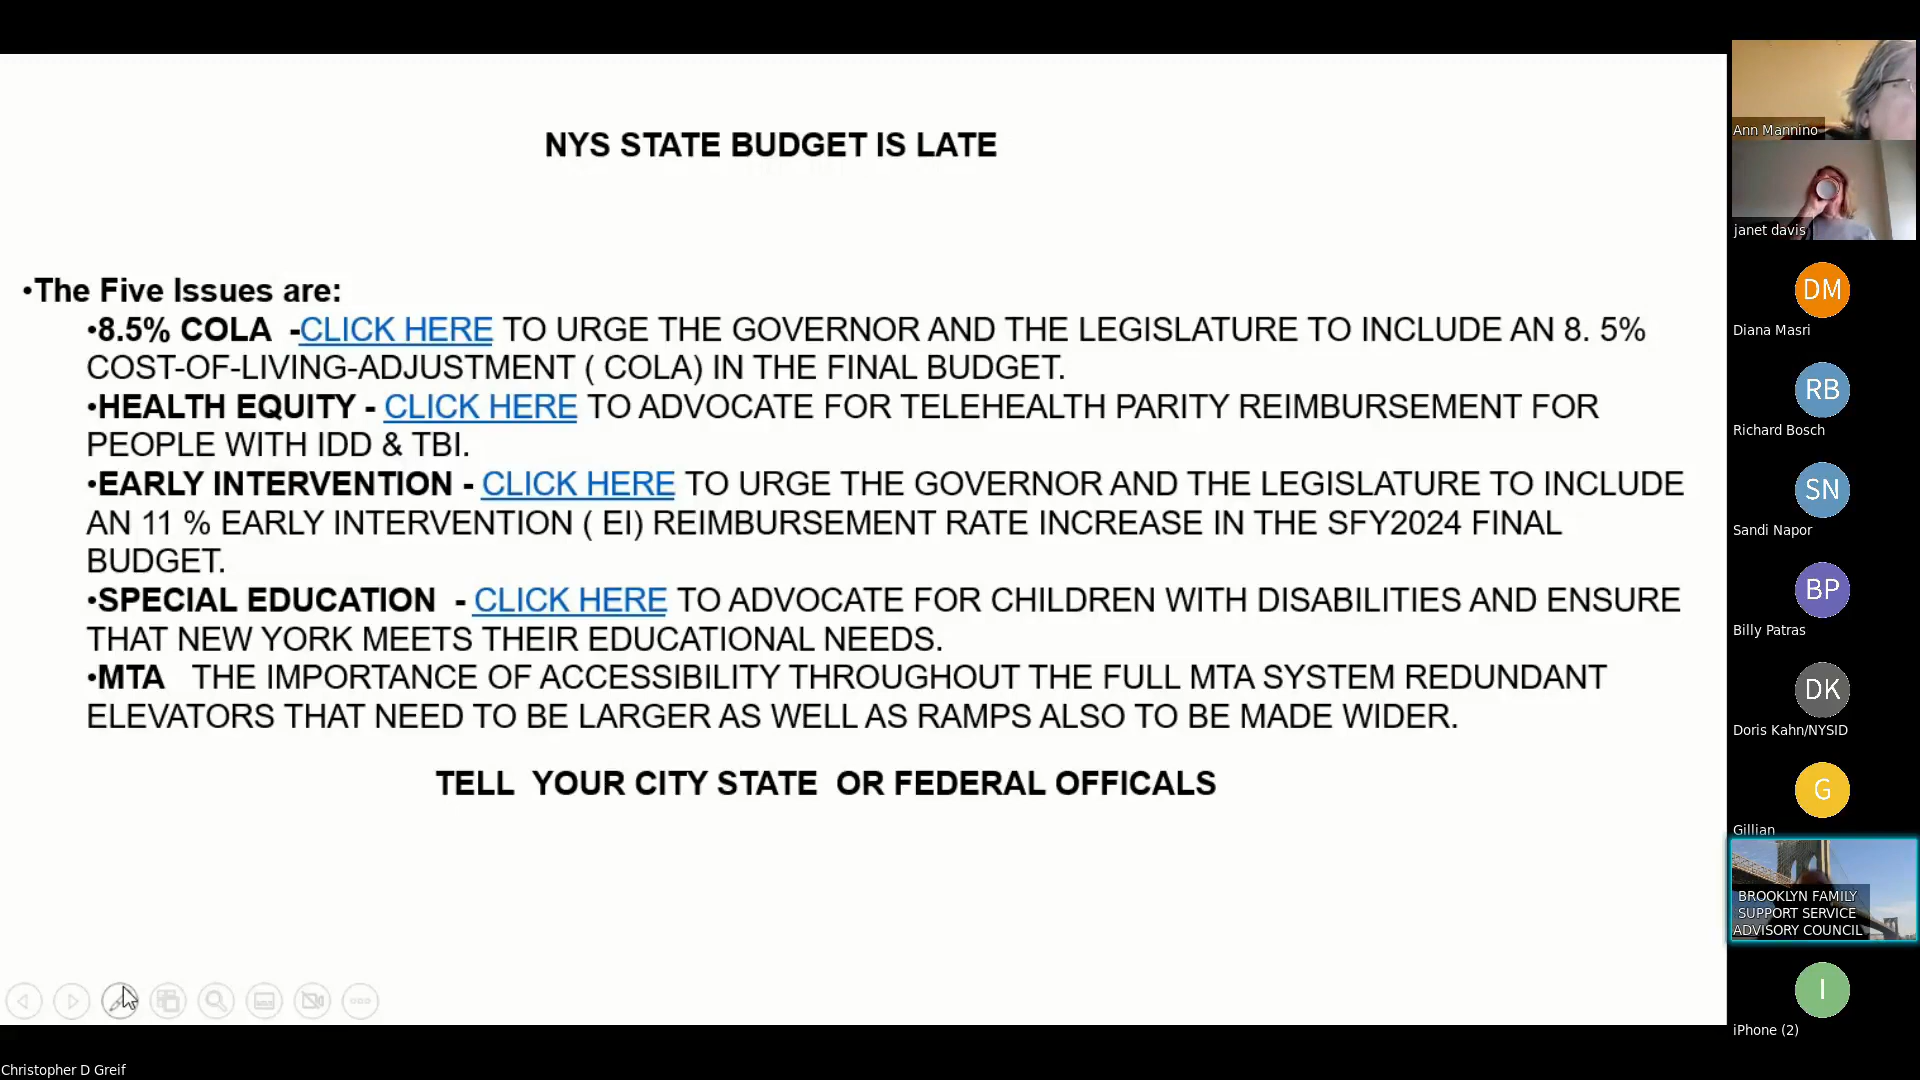 NYS STATE BUDGET IS LATE
•The Five Issues are:
•8.5% COLA -CLICK HERE TO URGE THE GOVERNOR AND THE LEGISLATURE TO INCLUDE AN 8. 5%
COST-OF-LIVING-ADJUSTMENT ( COLA) IN THE FINAL BUDGET.
•HEALTH EQUITY - CLICK HERE TO ADVOCATE FOR TELEHEALTH PARITY REIMBURSEMENT FOR
PEOPLE WITH IDD & TBI.
•EARLY INTERVENTION - CLICK HERE TO URGE THE GOVERNOR AND THE LEGISLATURE TO INCLUDE
AN 11 % EARLY INTERVENTION ( EI) REIMBURSEMENT RATE INCREASE IN THE SFY2024 FINAL
BUDGET.
•SPECIAL EDUCATION - CLICK HERE TO ADVOCATE FOR CHILDREN WITH DISABILITIES AND ENSURE
THAT NEW YORK MEETS THEIR EDUCATIONAL NEEDS.
•MTA THE IMPORTANCE OF ACCESSIBILITY THROUGHOUT THE FULL MTA SYSTEM REDUNDANT
ELEVATORS THAT NEED TO BE LARGER AS WELL AS RAMPS ALSO TO BE MADE WIDER.
TELL YOUR CITY STATE OR FEDERAL OFFICALS
Christopher D Greif
Ann Mannino
janet davis
DM
Diana Masri
RB
Richard Bosch
SN
Sandi Napor
BP
Billy Patras
DK
Doris Kahn/NYSID
G
Gillian
BROOKLYN FAMILY
SUPPORT SERVICE
ADVISORY COUNCIL
I
iPhone (2)